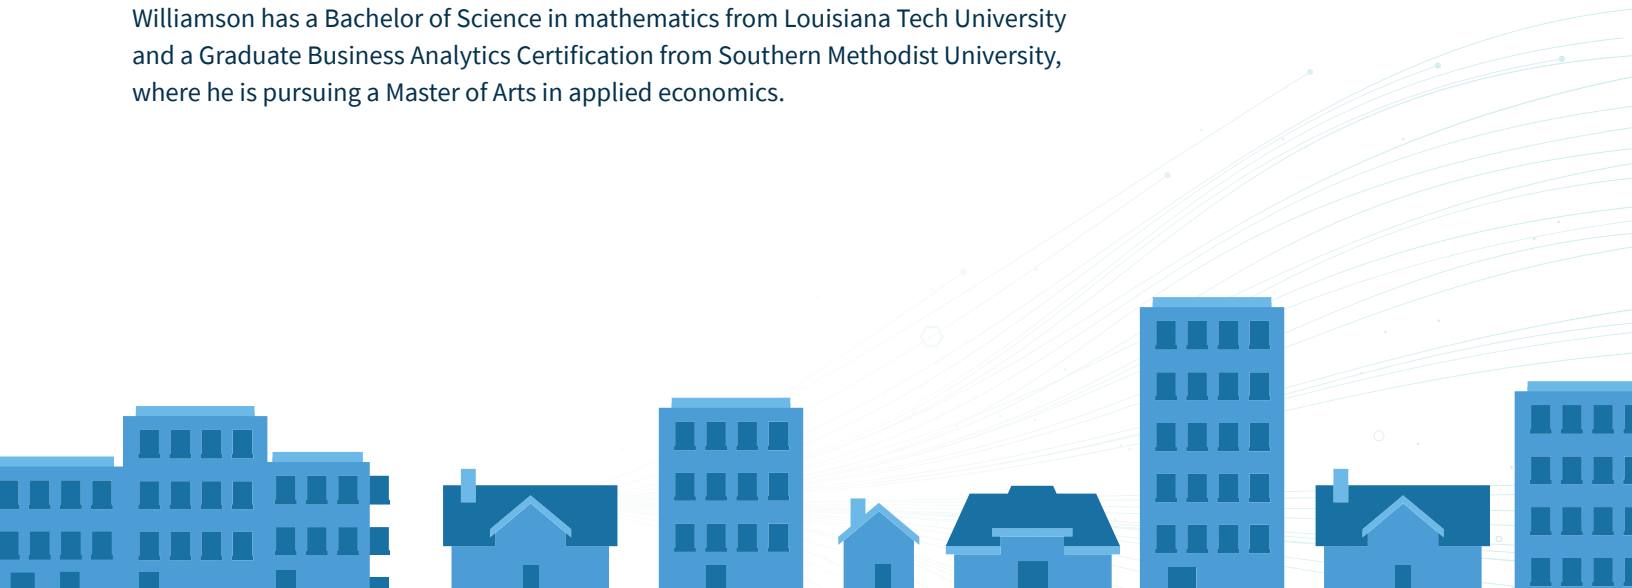 Williamson has a Bachelor of Science in mathematics from Louisiana Tech University
and a Graduate Business Analytics Certification from Southern Methodist University,
where he is pursuing a Master of Arts in applied economics.